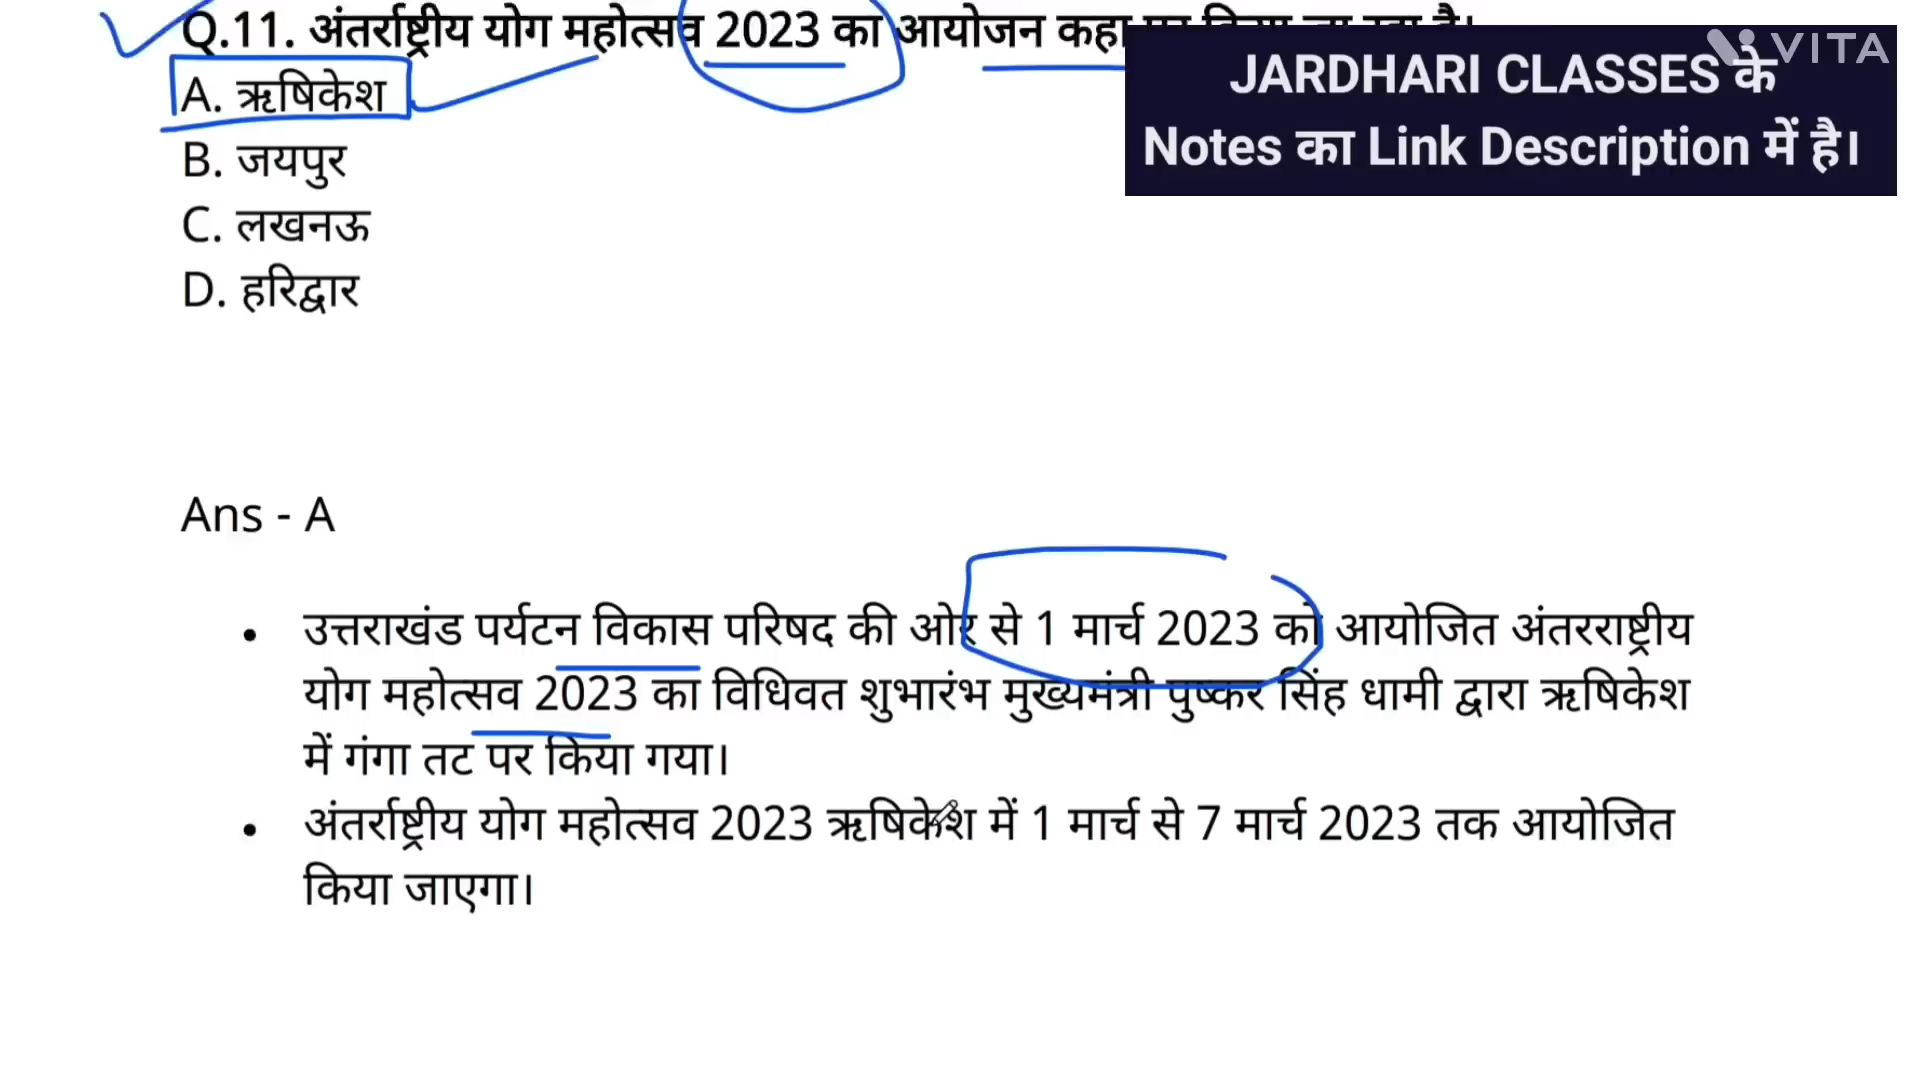 Q.11. अंतर्राष्ट्रीय योग महोत्सव 2023 का आयोजन कहा
A. ऋषिकेश
B. जयपुर
C. लखनऊ
D. हरिद्वार
JARDHARI CLASSES के
Notes का Link Description में है।
VITA
Ans - A
• उत्तराखंड पर्यटन विकास परिषद की ओर से 1 मार्च 2023 को आयोजित अंतरराष्ट्रीय
योग महोत्सव 2023 का विधिवत शुभारंभ मुख्यमंत्री पुष्कर सिंह धामी द्वारा ऋषिकेश
में गंगा तट पर किया गया।
• अंतर्राष्ट्रीय योग महोत्सव 2023 ऋषिकेश में 1 मार्च से 7 मार्च 2023 तक आयोजित
किया जाएगा।